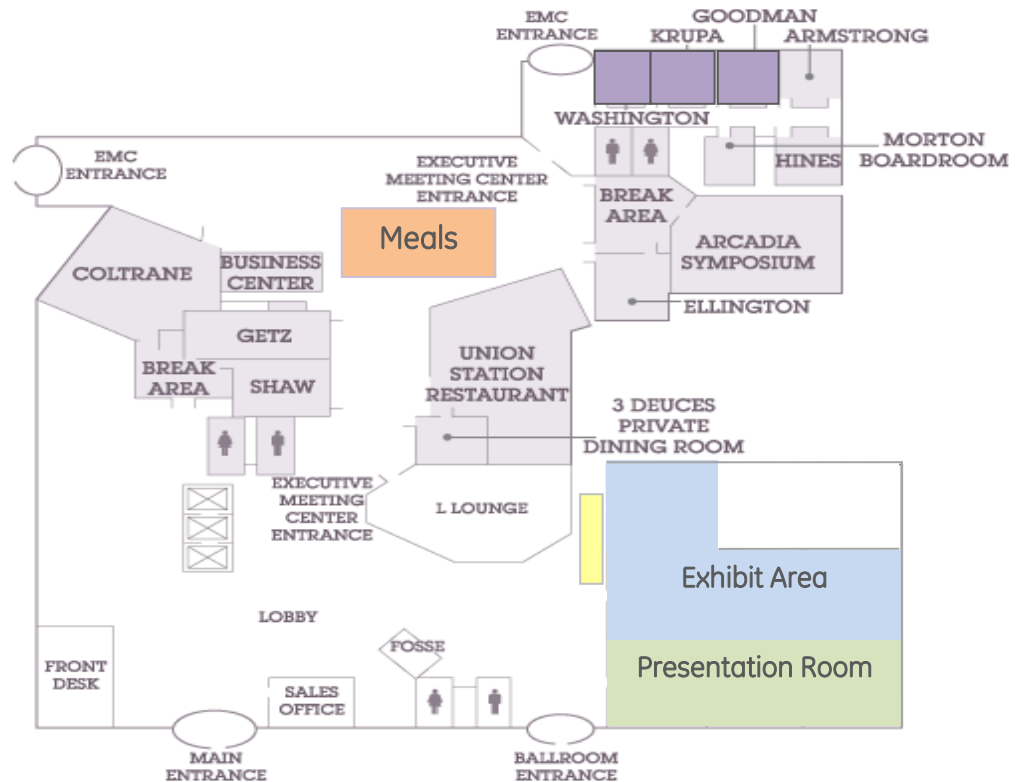 GOODMAN
EMC
ENTRANCE
KRUPA
ARMSTRONG
WASHINGTON
EMC
ENTRANCE
EXECUTIVE
MEETING CENTER
ENTRANCE
MORTON
BOARDROOM
HINES
BREAK
AREA
Meals
ARCADIA
SYMPOSIUM
COLTRANE
BUSINESS
CENTER
ELLINGTON
GETZ
UNION
STATION
RESTAURANT
BREAK
AREA
SHAW
3 DEUCES
PRIVATE
DINING ROOM
EXECUTIVE
MEETING
CENTER
ENTRANCE
L LOUNGE
Exhibit Area
LOBBY
FOSSE
FRONT
DESK
Presentation Room
SALES
OFFICE
MAIN
ENTRANCE
BALLROOM
ENTRANCE